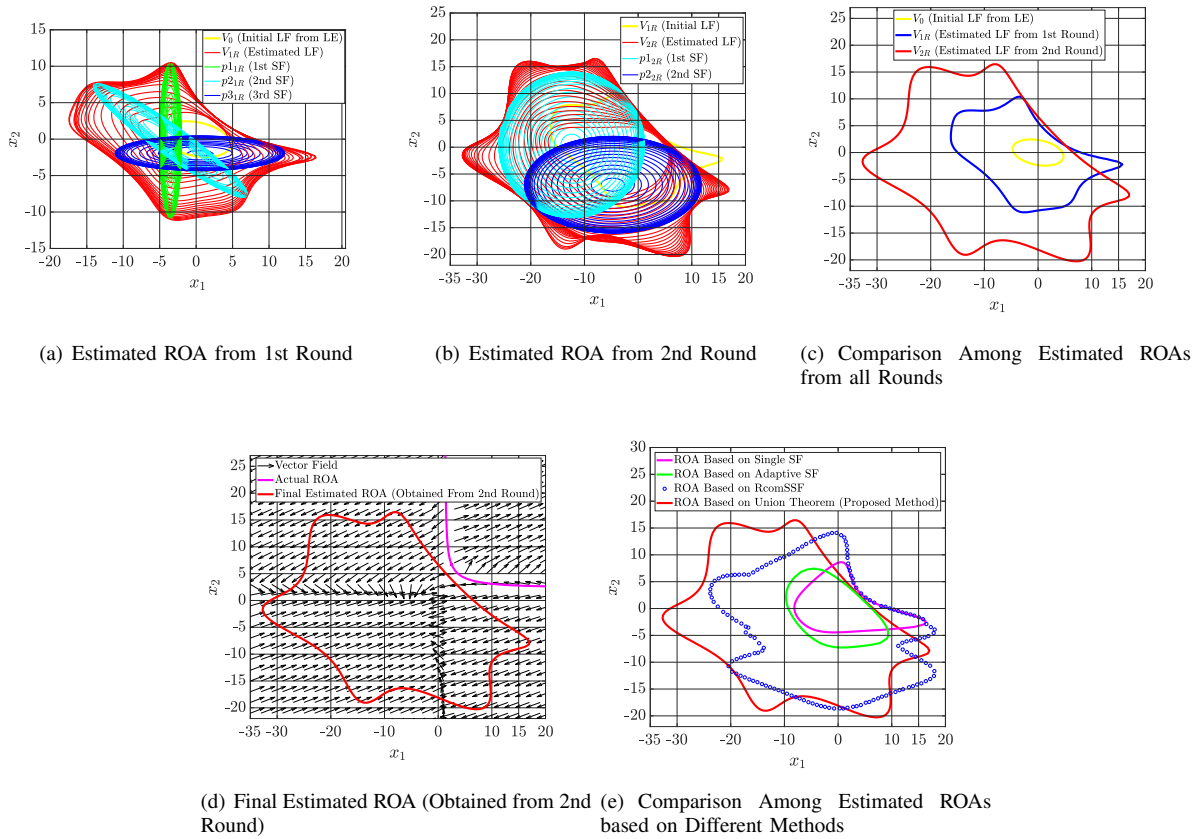 V0 (Initial LF from LE)
V1R (Estimated LF)
p11R (1st SF)
p21R (2nd SF)
p31R (3rd SF)
15
10
5
0
-5
-10
15
-20 -15 -10 -5 0 5 10 15 20
x2
x1
(a) Estimated ROA from 1st Round
V1R (Initial LF)
V2R (Estimated LF)
p12R (1st SF)
p22R (2nd SF)
25
20
15
10
5
0
-5
-10
-15
-20
-35 -30 -20 -10 0 10 20
x2
x1
(b) Estimated ROA from 2nd Round
V0 (Initial LF from LE)
V1R (Estimated LF from 1st Round)
V2R (Estimated LF from 2nd Round)
25
20
15
10
5
0
-5
-10
-15
-20
-35 -30 -20 -10 0 10 15 20
x2
x1
(c) Comparison Among Estimated ROAs
from all Rounds
Vector Field
Actual ROA
Final Estimated ROA (Obtained From 2nd Round)
25
20
15
10
5
0
-5
-10
-15
-20
-35 -30 -20 -10 0 10 15 20
x2
x1
(d) Final Estimated ROA (Obtained from 2nd
Round)
ROA Based on Single SF
ROA Based on Adaptive SF
ROA Based on RcomSSF
ROA Based on Union Theorem (Proposed Method)
30
25
20
15
10
5
0
-5
-10
-15
-20
-35 -30 -20 -10 0 10 15 20
x2
x1
(e) Comparison Among Estimated ROAs
based on Different Methods